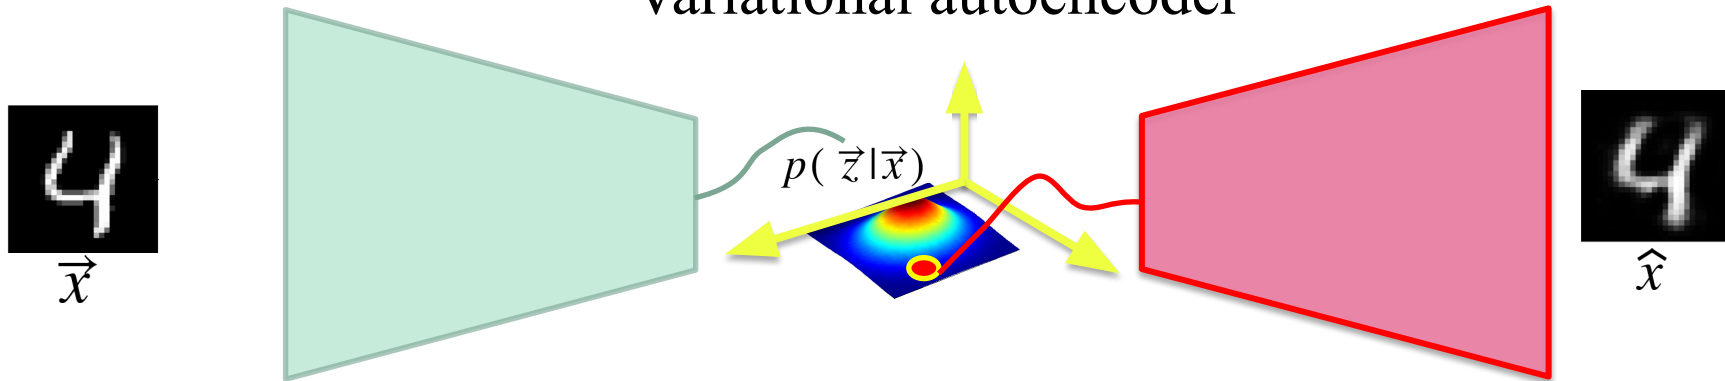 Variational autoencoder
p( z⃗ | x⃗ )
x⃗
x̂